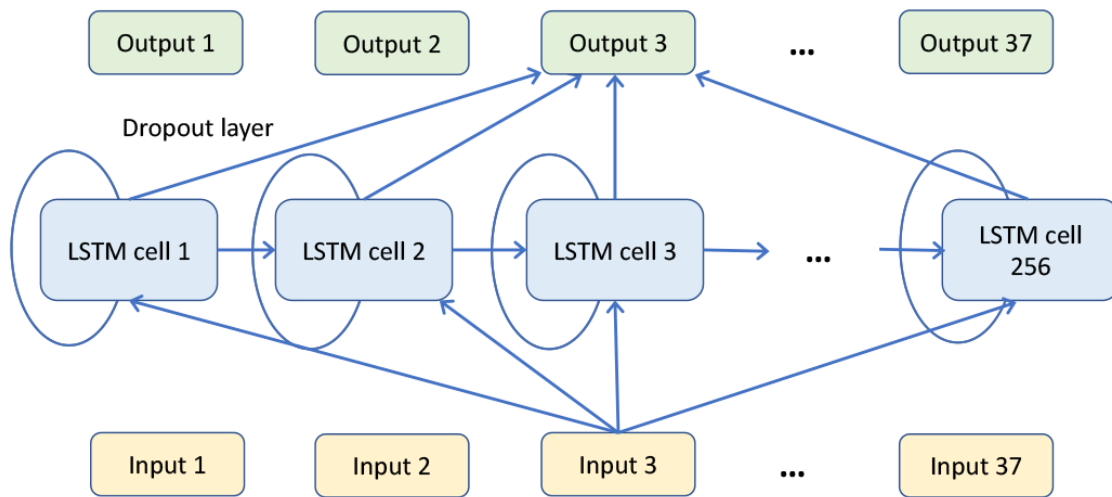 Output 1
Output 2
Output 3
...
Output 37
Dropout layer
LSTM cell 1
LSTM cell 2
LSTM cell 3
...
LSTM cell
256
Input 1
Input 2
Input 3
...
Input 37